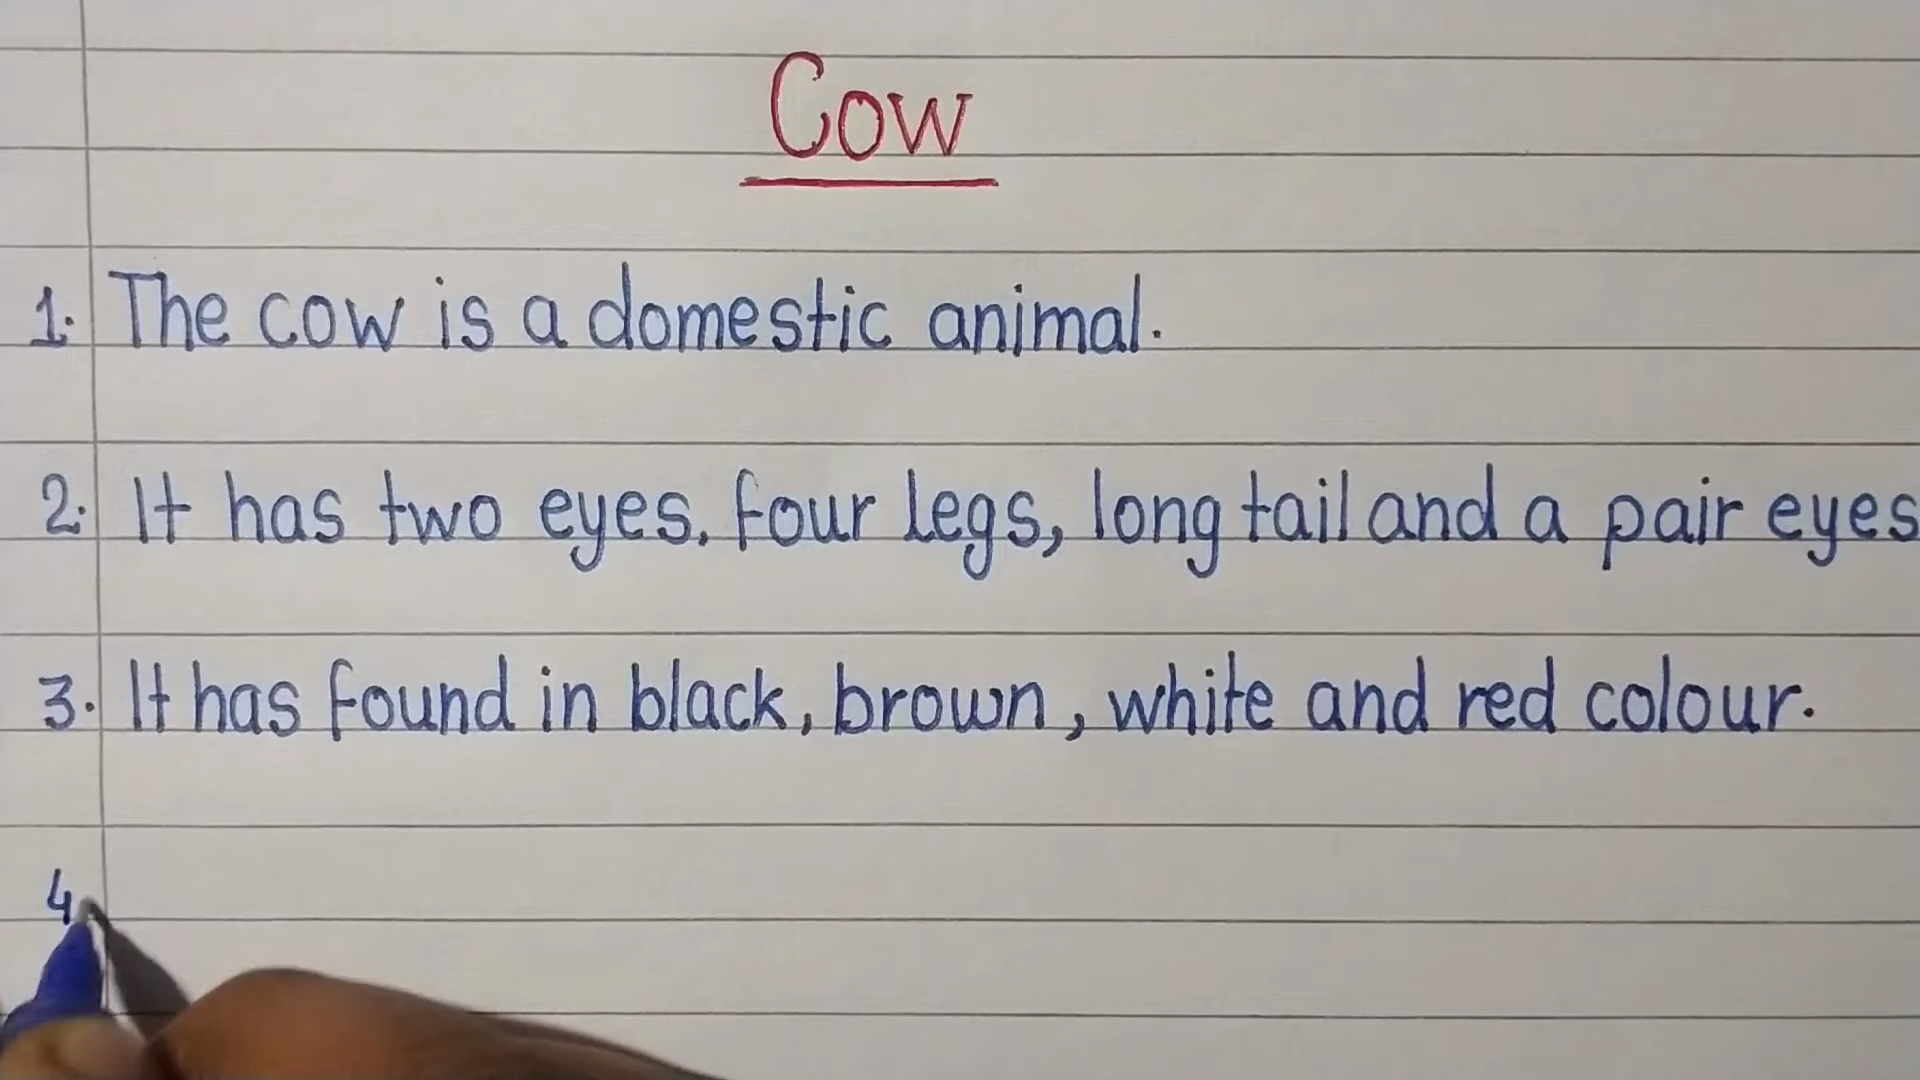 Cow
1. The cow is a domestic animal.
2. It has two eyes. four legs, long tail and a pair eyes
3. It has found in black, brown, white and red colour.
4